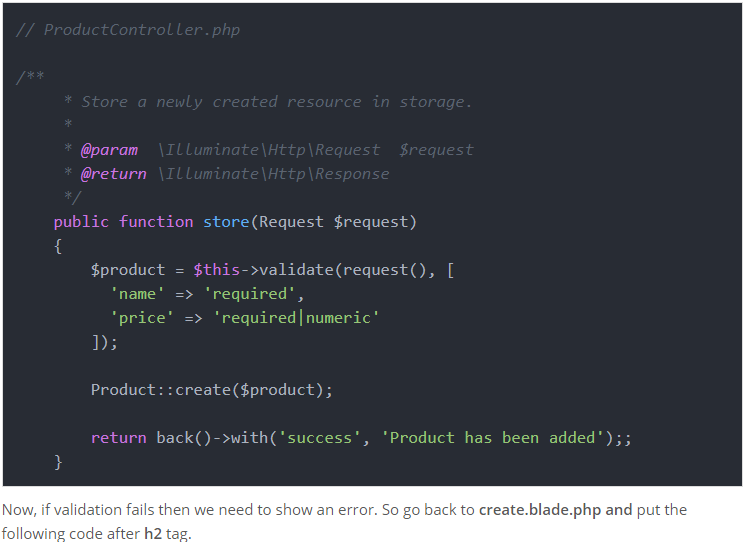 // ProductController.php
/**
* Store a newly created resource in storage.
*
* @param \Illuminate\Http\Request $request
* @return \Illuminate\Http\Response
*/
public function store(Request $request)
{
$product = $this->validate(request(), [
'name' => 'required',
'price' => 'required|numeric'
]);
Product::create($product);
return back()->with('success', 'Product has been added');;
}
Now, if validation fails then we need to show an error. So go back to create.blade.php and put the
following code after h2 tag.